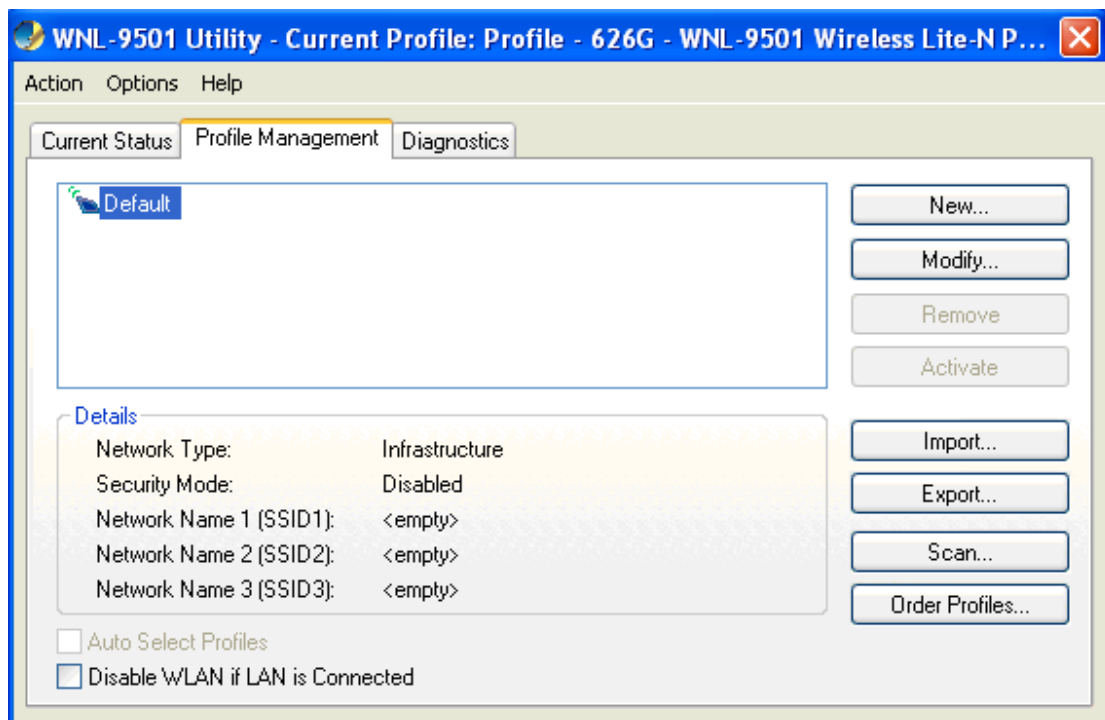 WNL-9501 Utility - Current Profile: Profile - 626G - WNL-9501 Wireless Lite-N P...
Action Options Help
Current Status Profile Management Diagnostics
Default
New...
Modify...
Remove
Activate
Details
Network Type: Infrastructure
Security Mode: Disabled
Network Name 1 (SSID1): <empty>
Network Name 2 (SSID2): <empty>
Network Name 3 (SSID3): <empty>
Import...
Export...
Scan...
Order Profiles...
Auto Select Profiles
Disable WLAN if LAN is Connected